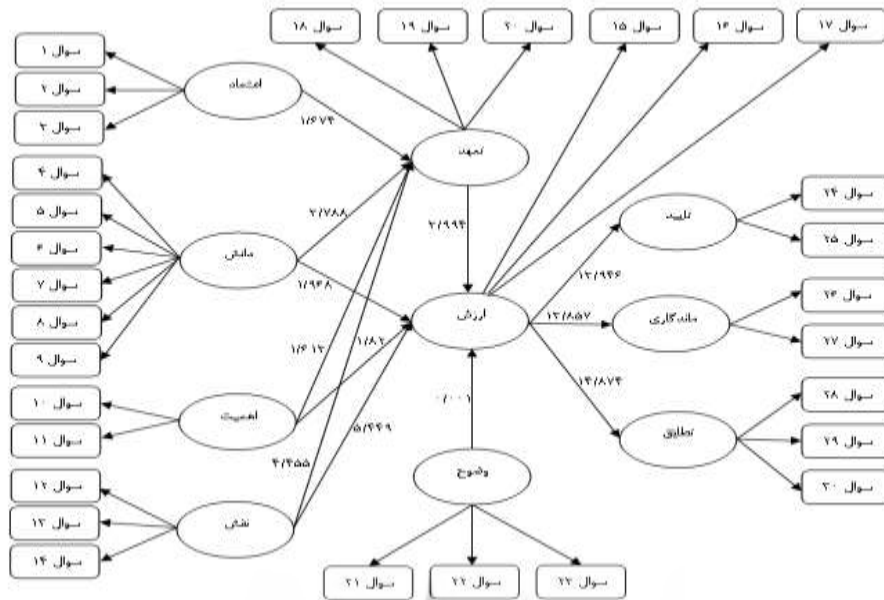 سوال ۱۸
سوال ۱۹
سوال ۲۰
سوال ۱۵
سوال ۱۶
سوال ۱۷
سوال ۱
سوال ۲
سوال ۳
اعتماد
۱/۶۷۴
تعهد
سوال ۴
سوال ۵
سوال ۶
سوال ۷
سوال ۸
سوال ۹
دانش
۲/۷۸۸
۱/۹۴۸
۲/۹۹۴
ارزش
سوال ۲۴
سوال ۲۵
تایید
۱۳/۹۴۶
سوال ۲۶
سوال ۲۷
ماندگاری
۱۳/۸۵۷
سوال ۱۰
سوال ۱۱
اهمیت
۱/۶۱۳
۱/۸۲
سوال ۲۸
سوال ۲۹
سوال ۳۰
تطابق
۱۴/۸۷۴
سوال ۱۲
سوال ۱۳
سوال ۱۴
نقش
۴/۴۵۵
۵/۴۴۹
۰/۰۰۱
وضوح
سوال ۲۱
سوال ۲۲
سوال ۲۳